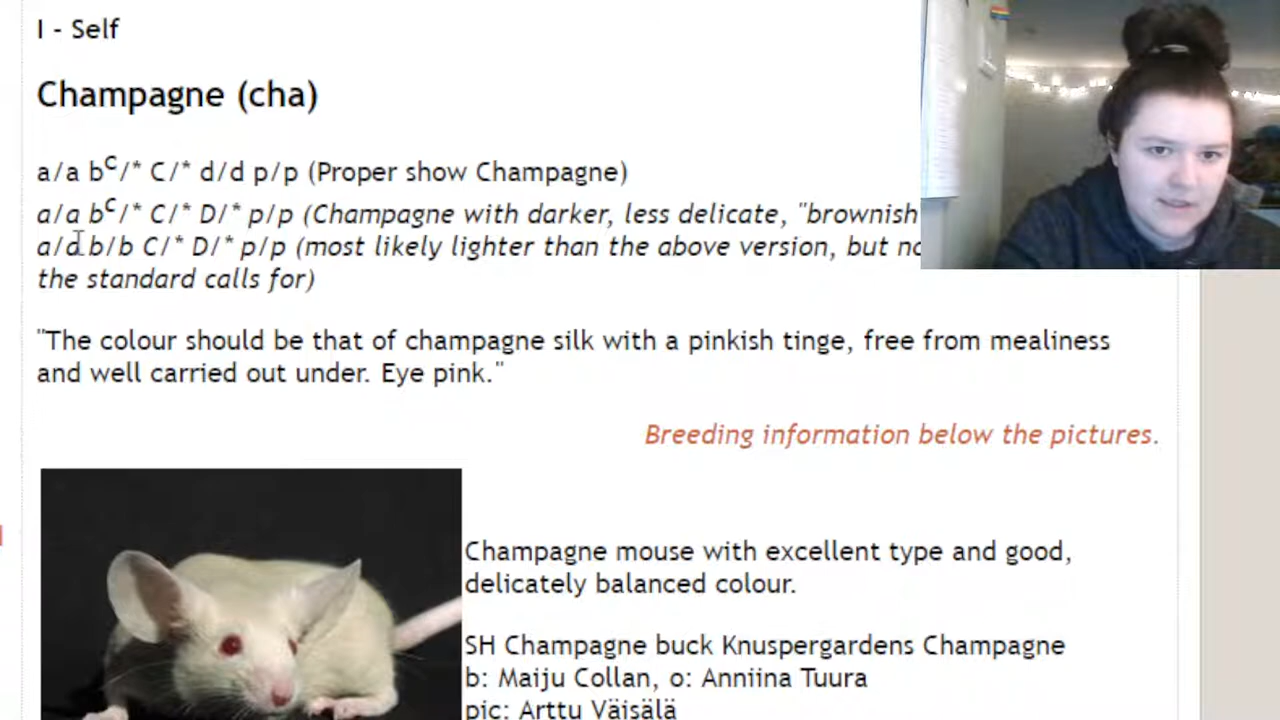 I - Self
Champagne (cha)
a/a bᶜ/* C/* d/d p/p (Proper show Champagne)
a/a bᶜ/* C/* D/* p/p (Champagne with darker, less delicate, "brownish
a/a b/b C/* D/* p/p (most likely lighter than the above version, but
the standard calls for)
"The colour should be that of champagne silk with a pinkish tinge, free from mealiness
and well carried out under. Eye pink."
Breeding information below the pictures.
Champagne mouse with excellent type and good,
delicately balanced colour.
SH Champagne buck Knuspergardens Champagne
b: Maiju Collan, o: Anniina Tuura
pic: Arttu Väisälä